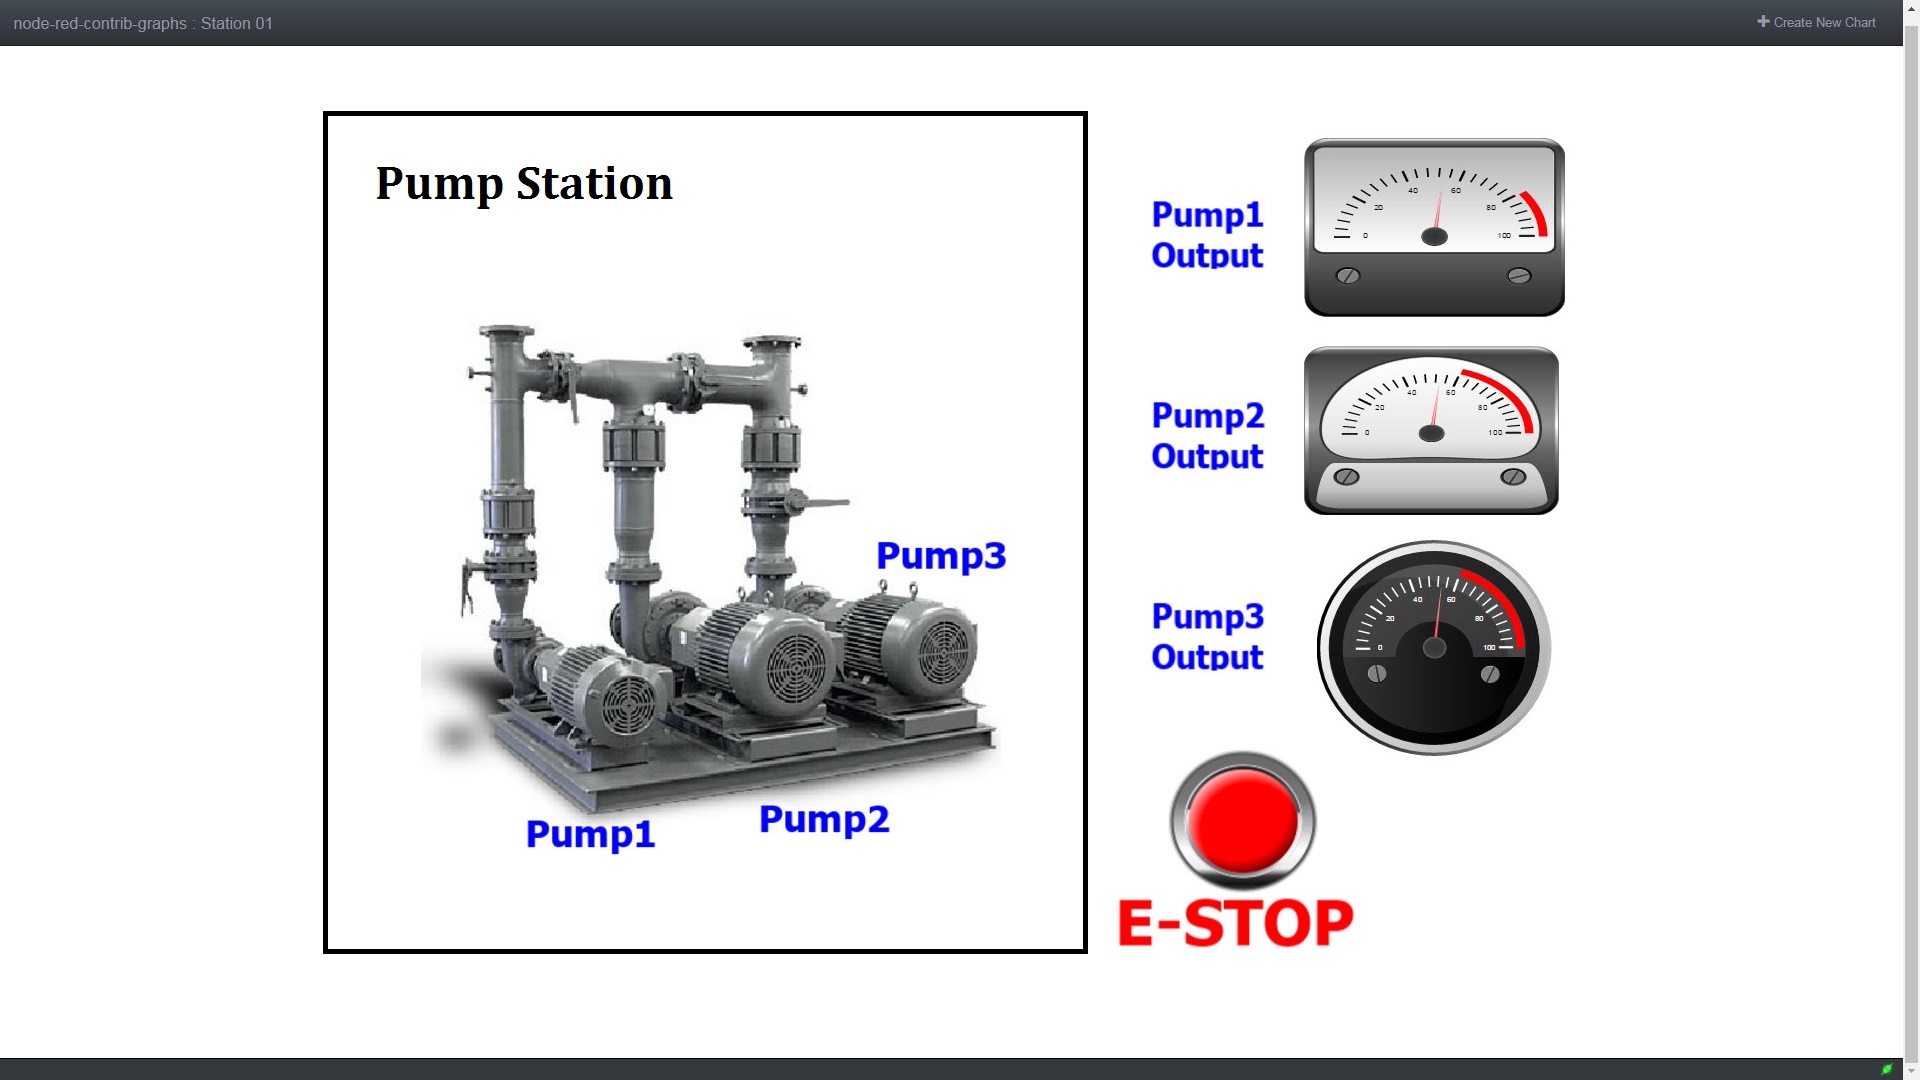 node-red-contrib-graphs : Station 01
Create New Chart
Pump Station
Pump3
Pump1
Pump2
Pump1
Output
0 20 40 60 80 100
Pump2
Output
0 20 40 60 80 100
Pump3
Output
0 20 40 60 80 100
E-STOP